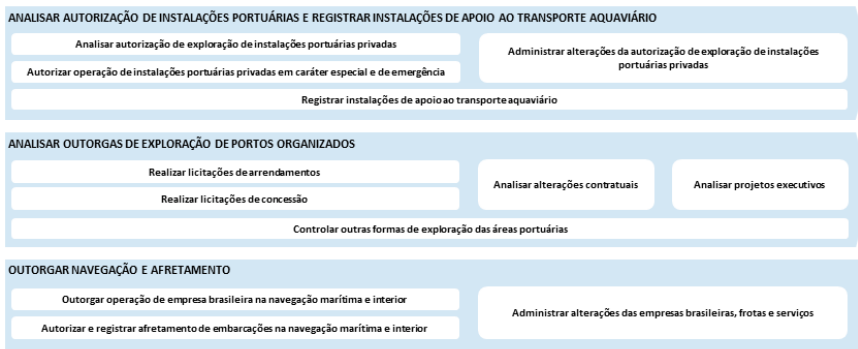 ANALISAR AUTORIZAÇÃO DE INSTALAÇÕES PORTUÁRIAS E REGISTRAR INSTALAÇÕES DE APOIO AO TRANSPORTE AQUAVIÁRIO
Analisar autorização de exploração de instalações portuárias privadas
Autorizar operação de instalações portuárias privadas em caráter especial e de emergência
Administrar alterações da autorização de exploração de instalações
portuárias privadas
Registrar instalações de apoio ao transporte aquaviário
ANALISAR OUTORGAS DE EXPLORAÇÃO DE PORTOS ORGANIZADOS
Realizar licitações de arrendamentos
Realizar licitações de concessão
Analisar alterações contratuais
Analisar projetos executivos
Controlar outras formas de exploração das áreas portuárias
OUTORGAR NAVEGAÇÃO E AFRETAMENTO
Outorgar operação de empresa brasileira na navegação marítima e interior
Autorizar e registrar afretamento de embarcações na navegação marítima e interior
Administrar alterações das empresas brasileiras, frotas e serviços